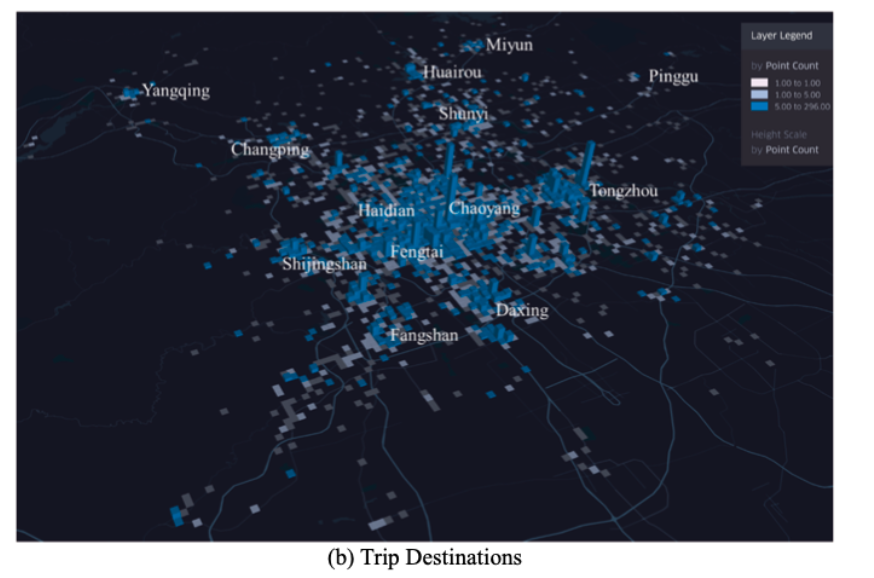 Layer Legend
by Point Count
1.00 to 1.00
1.00 to 5.00
5.00 to 296.00
Height Scale
by Point Count
Miyun
Huairou
Pinggu
Yangqing
Shunyi
Changping
Tongzhou
Haidian
Chaoyang
Fengtai
Shijingshan
Daxing
Fangshan
(b) Trip Destinations